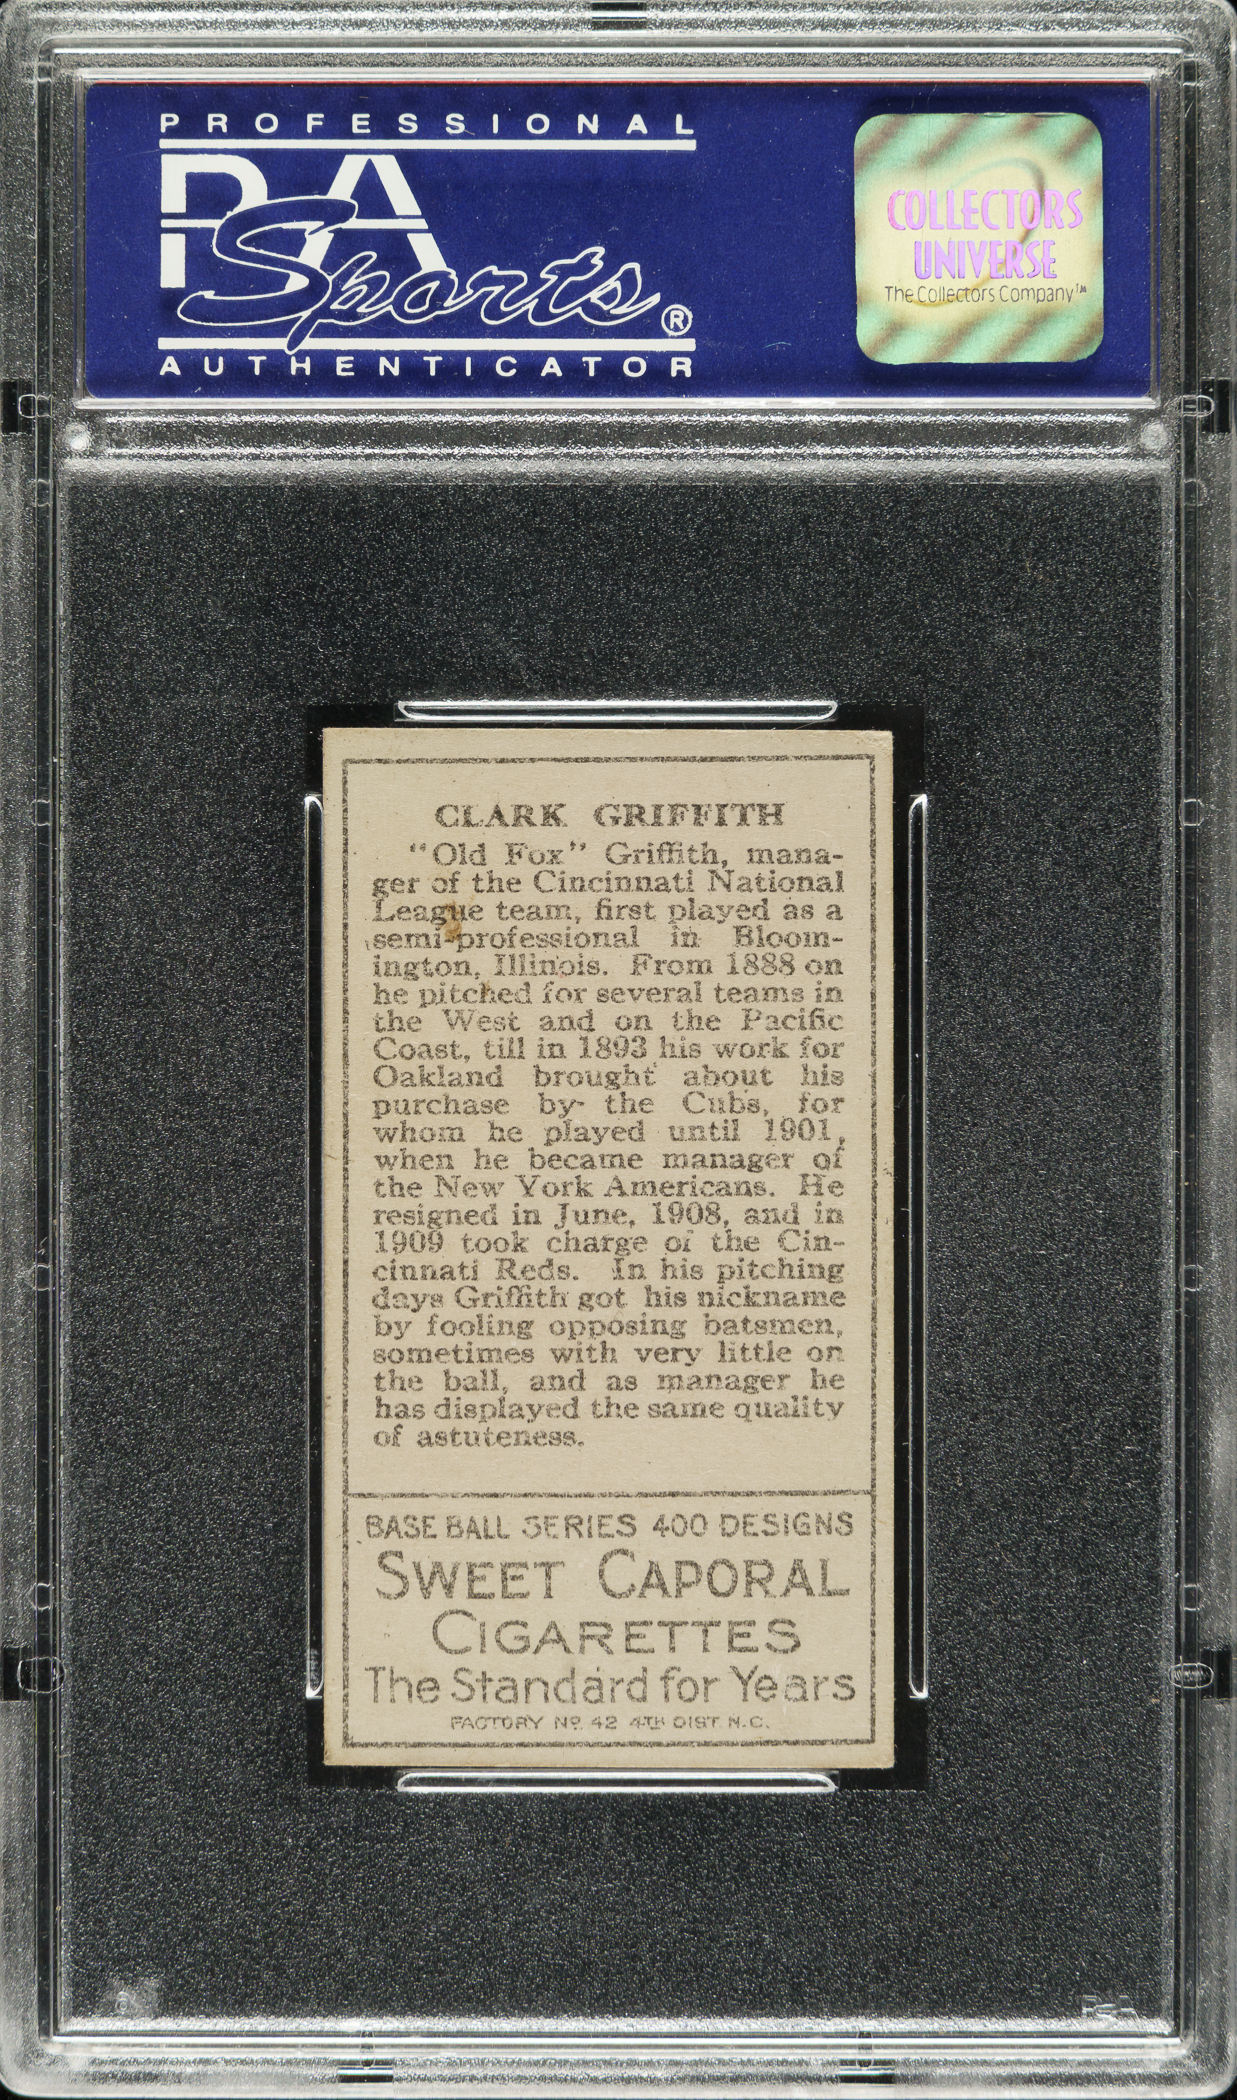 PROFESSIONAL
PSA
Sports®
AUTHENTICATOR
COLLECTORS
UNIVERSE
The Collectors Company™
CLARK GRIFFITH
"Old Fox" Griffith, mana-
ger of the Cincinnati National
League team, first played as a
semi-professional in Bloom-
ington, Illinois. From 1888 on
he pitched for several teams in
the West and on the Pacific
Coast, till in 1893 his work for
Oakland brought about his
purchase by the Cubs, for
whom he played until 1901,
when he became manager of
the New York Americans. He
resigned in June, 1908, and in
1909 took charge of the Cin-
cinnati Reds. In his pitching
days Griffith got his nickname
by fooling opposing batsmen,
sometimes with very little on
the ball, and as manager he
has displayed the same quality
of astuteness.
BASE BALL SERIES 400 DESIGNS
SWEET CAPORAL
CIGARETTES
The Standard for Years
FACTORY No. 42 4TH DIST. N.C.
PSA